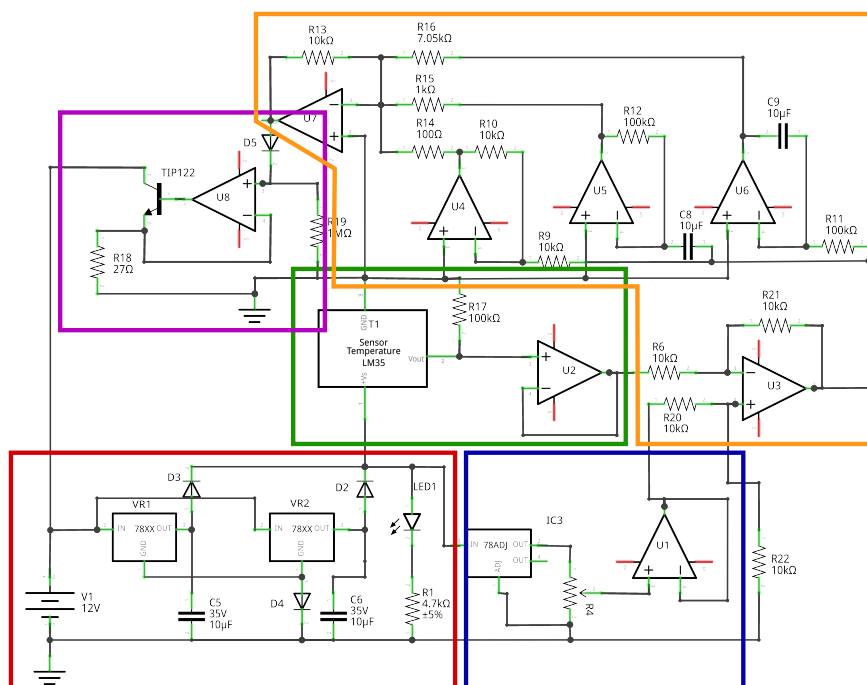 R13
10kΩ
R16
7.05kΩ
R15
1kΩ
R14
100Ω
R10
10kΩ
R12
100kΩ
C9
10µF
U7
D5
TIP122
U8
R19
1MΩ
R18
27Ω
U4
U5
U6
R9
10kΩ
C8
10µF
R11
100kΩ
GND
T1
Sensor
Temperature
LM35
Vout
+Vs
R17
100kΩ
U2
R6
10kΩ
R20
10kΩ
R21
10kΩ
U3
D3
D2
LED1
VR1
IN 78XX OUT
GND
VR2
78XX OUT
GND
V1
12V
C5
35V
10µF
D4
C6
35V
10µF
R1
4.7kΩ
±5%
IC3
IN 78ADJ OUT
OUT
ADJ
R4
U1
R22
10kΩ